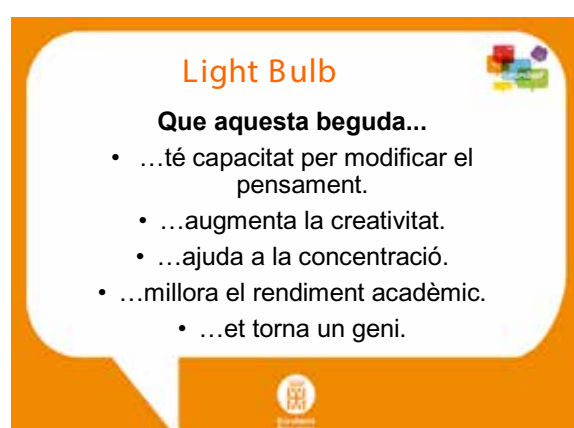 Light Bulb
Que aquesta beguda...
• …té capacitat per modificar el
pensament.
• …augmenta la creativitat.
• …ajuda a la concentració.
• …millora el rendiment acadèmic.
• …et torna un geni.